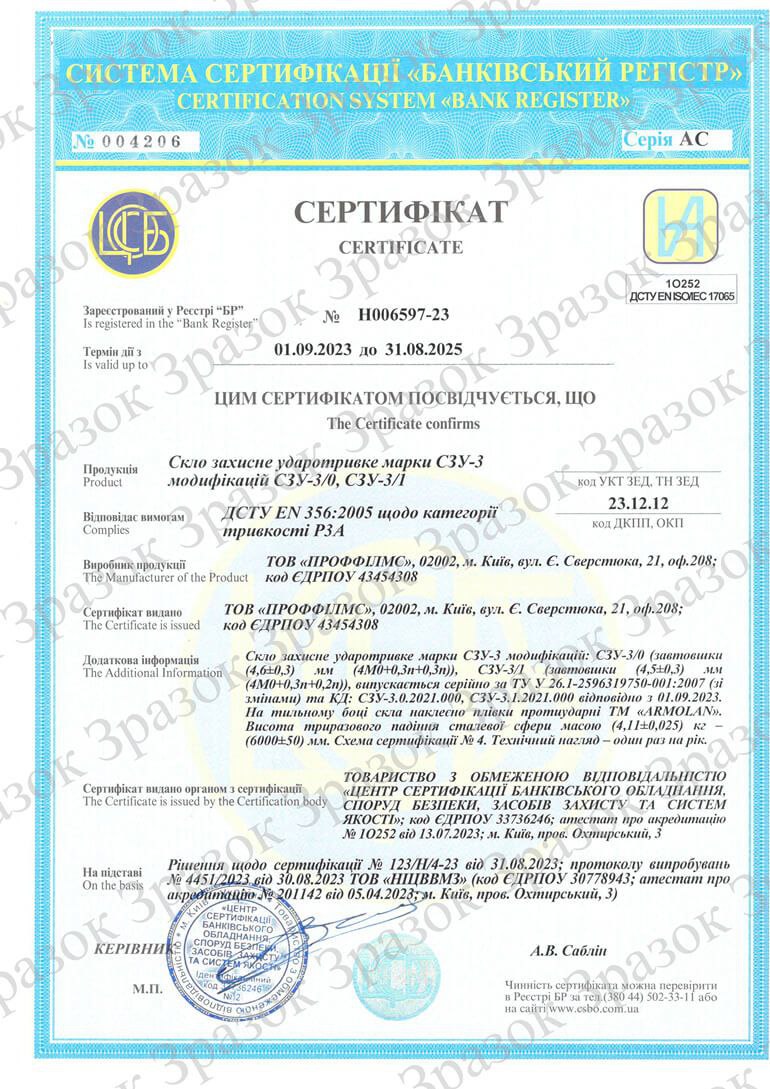 СИСТЕМА СЕРТИФІКАЦІЇ «БАНКІВСЬКИЙ РЕГІСТР»
CERTIFICATION SYSTEM «BANK REGISTER»
№ 004206
Серія АС
ЦСЕБ
СЕРТИФІКАТ
CERTIFICATE
1О252
ДСТУ EN ISO/IEC 17065
Зареєстрований у Реєстрі “БР”
Is registered in the “Bank Register”
№ Н006597-23
Термін дії з
Is valid up to
01.09.2023 до 31.08.2025
ЦИМ СЕРТИФІКАТОМ ПОСВІДЧУЄТЬСЯ, ЩО
The Certificate confirms
Продукція
Product
Скло захисне ударотривке марки СЗУ-3
модифікацій СЗУ-3/0, СЗУ-3/1
код УКТ ЗЕД, ТН ЗЕД
23.12.12
код ДКПП, ОКП
Відповідає вимогам
Complies
ДСТУ EN 356:2005 щодо категорії
тривкості Р3А
Виробник продукції
The Manufacturer of the Product
ТОВ «ПРОФФІЛМС», 02002, м. Київ, вул. Є. Сверстюка, 21, оф.208;
код ЄДРПОУ 43454308
Сертифікат видано
The Certificate is issued
ТОВ «ПРОФФІЛМС», 02002, м. Київ, вул. Є. Сверстюка, 21, оф.208;
код ЄДРПОУ 43454308
Додаткова інформація
The Additional Information
Скло захисне ударотривке марки СЗУ-3 модифікацій: СЗУ-3/0 (завтовшки
(4,6±0,3) мм (4М0+0,3п+0,3п)), СЗУ-3/1 (завтовшки (4,5±0,3) мм
(4М0+0,3п+0,2п)), випускається серійно за ТУ У 26.1-2596319750-001:2007 (зі
змінами) та КД: СЗУ-3.0.2021.000, СЗУ-3.1.2021.000 відповідно з 01.09.2023.
На тильному боці скла наклеєно плівки протиударні ТМ «ARMOLAN».
Висота триразового падіння сталевої сфери масою (4,11±0,025) кг –
(6000±50) мм. Схема сертифікації № 4. Технічний нагляд – один раз на рік.
Сертифікат видано органом з сертифікації
The Certificate is issued by the Certification body
ТОВАРИСТВО З ОБМЕЖЕНОЮ ВІДПОВІДАЛЬНІСТЮ
«ЦЕНТР СЕРТИФІКАЦІЇ БАНКІВСЬКОГО ОБЛАДНАННЯ,
СПОРУД БЕЗПЕКИ, ЗАСОБІВ ЗАХИСТУ ТА СИСТЕМ
ЯКОСТІ»; код ЄДРПОУ 33736246; атестат про акредитацію
№ 1О252 від 13.07.2023; м. Київ, пров. Охтирський, 3
На підставі
On the basis
Рішення щодо сертифікації № 123/Н/4-23 від 31.08.2023; протоколу випробувань
№ 4451/2023 від 30.08.2023 ТОВ «НІЦВВМЗ» (код ЄДРПОУ 30778943; атестат про
акредитацію № 201142 від 05.04.2023; м. Київ, пров. Охтирський, 3)
КЕРІВНИК
А.В. Саблін
М.П.
«ЦЕНТР
СЕРТИФІКАЦІЇ
БАНКІВСЬКОГО
ОБЛАДНАННЯ,
СПОРУД БЕЗПЕКИ,
ЗАСОБІВ ЗАХИСТУ
ТА СИСТЕМ ЯКОСТІ»
Ідентифікаційний
код 33736246
№2
Чинність сертифіката можна перевірити
в Реєстрі БР за тел.(380 44) 502-33-11 або
на сайті www.csbo.com.ua
Зразок